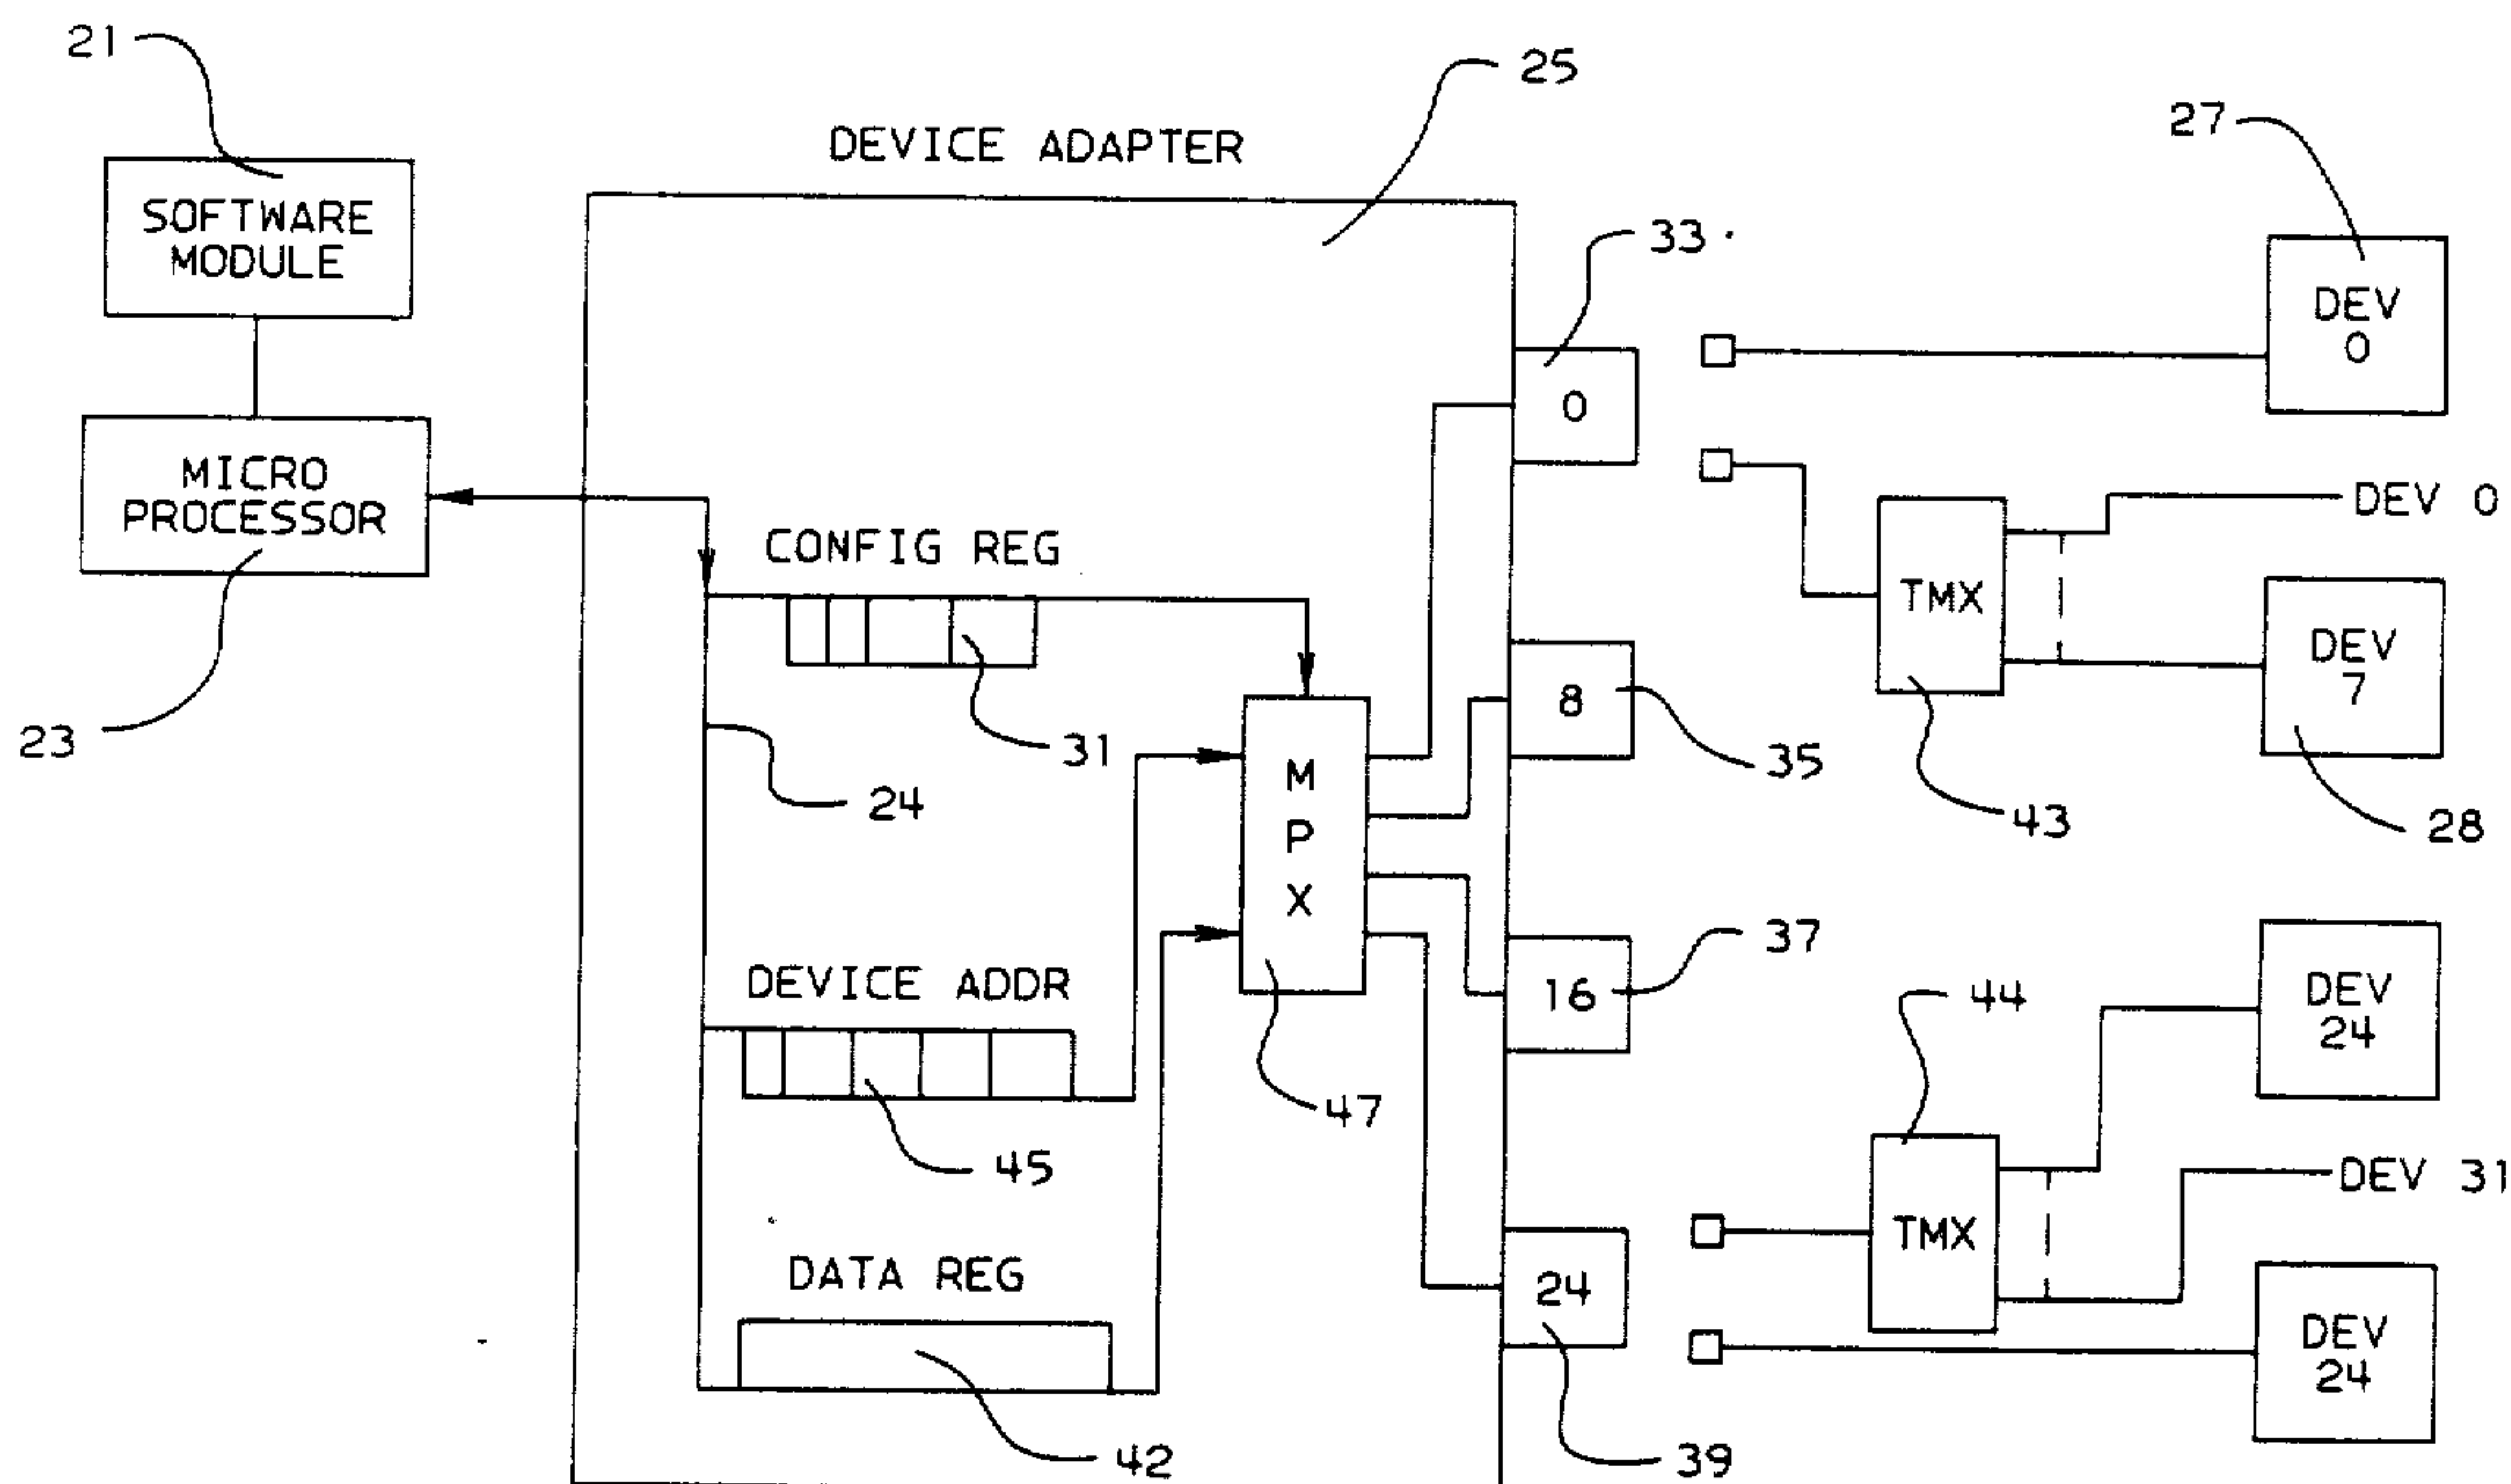 21
25
DEVICE ADAPTER
27
SOFTWARE
MODULE
33
DEV
0
0
MICRO
PROCESSOR
DEV 0
CONFIG REG
TMX
DEV
7
8
23
31
35
24
43
28
M
P
X
37
DEVICE ADDR
16
44
DEV
24
47
45
DEV 31
TMX
DATA REG
24
DEV
24
42
39